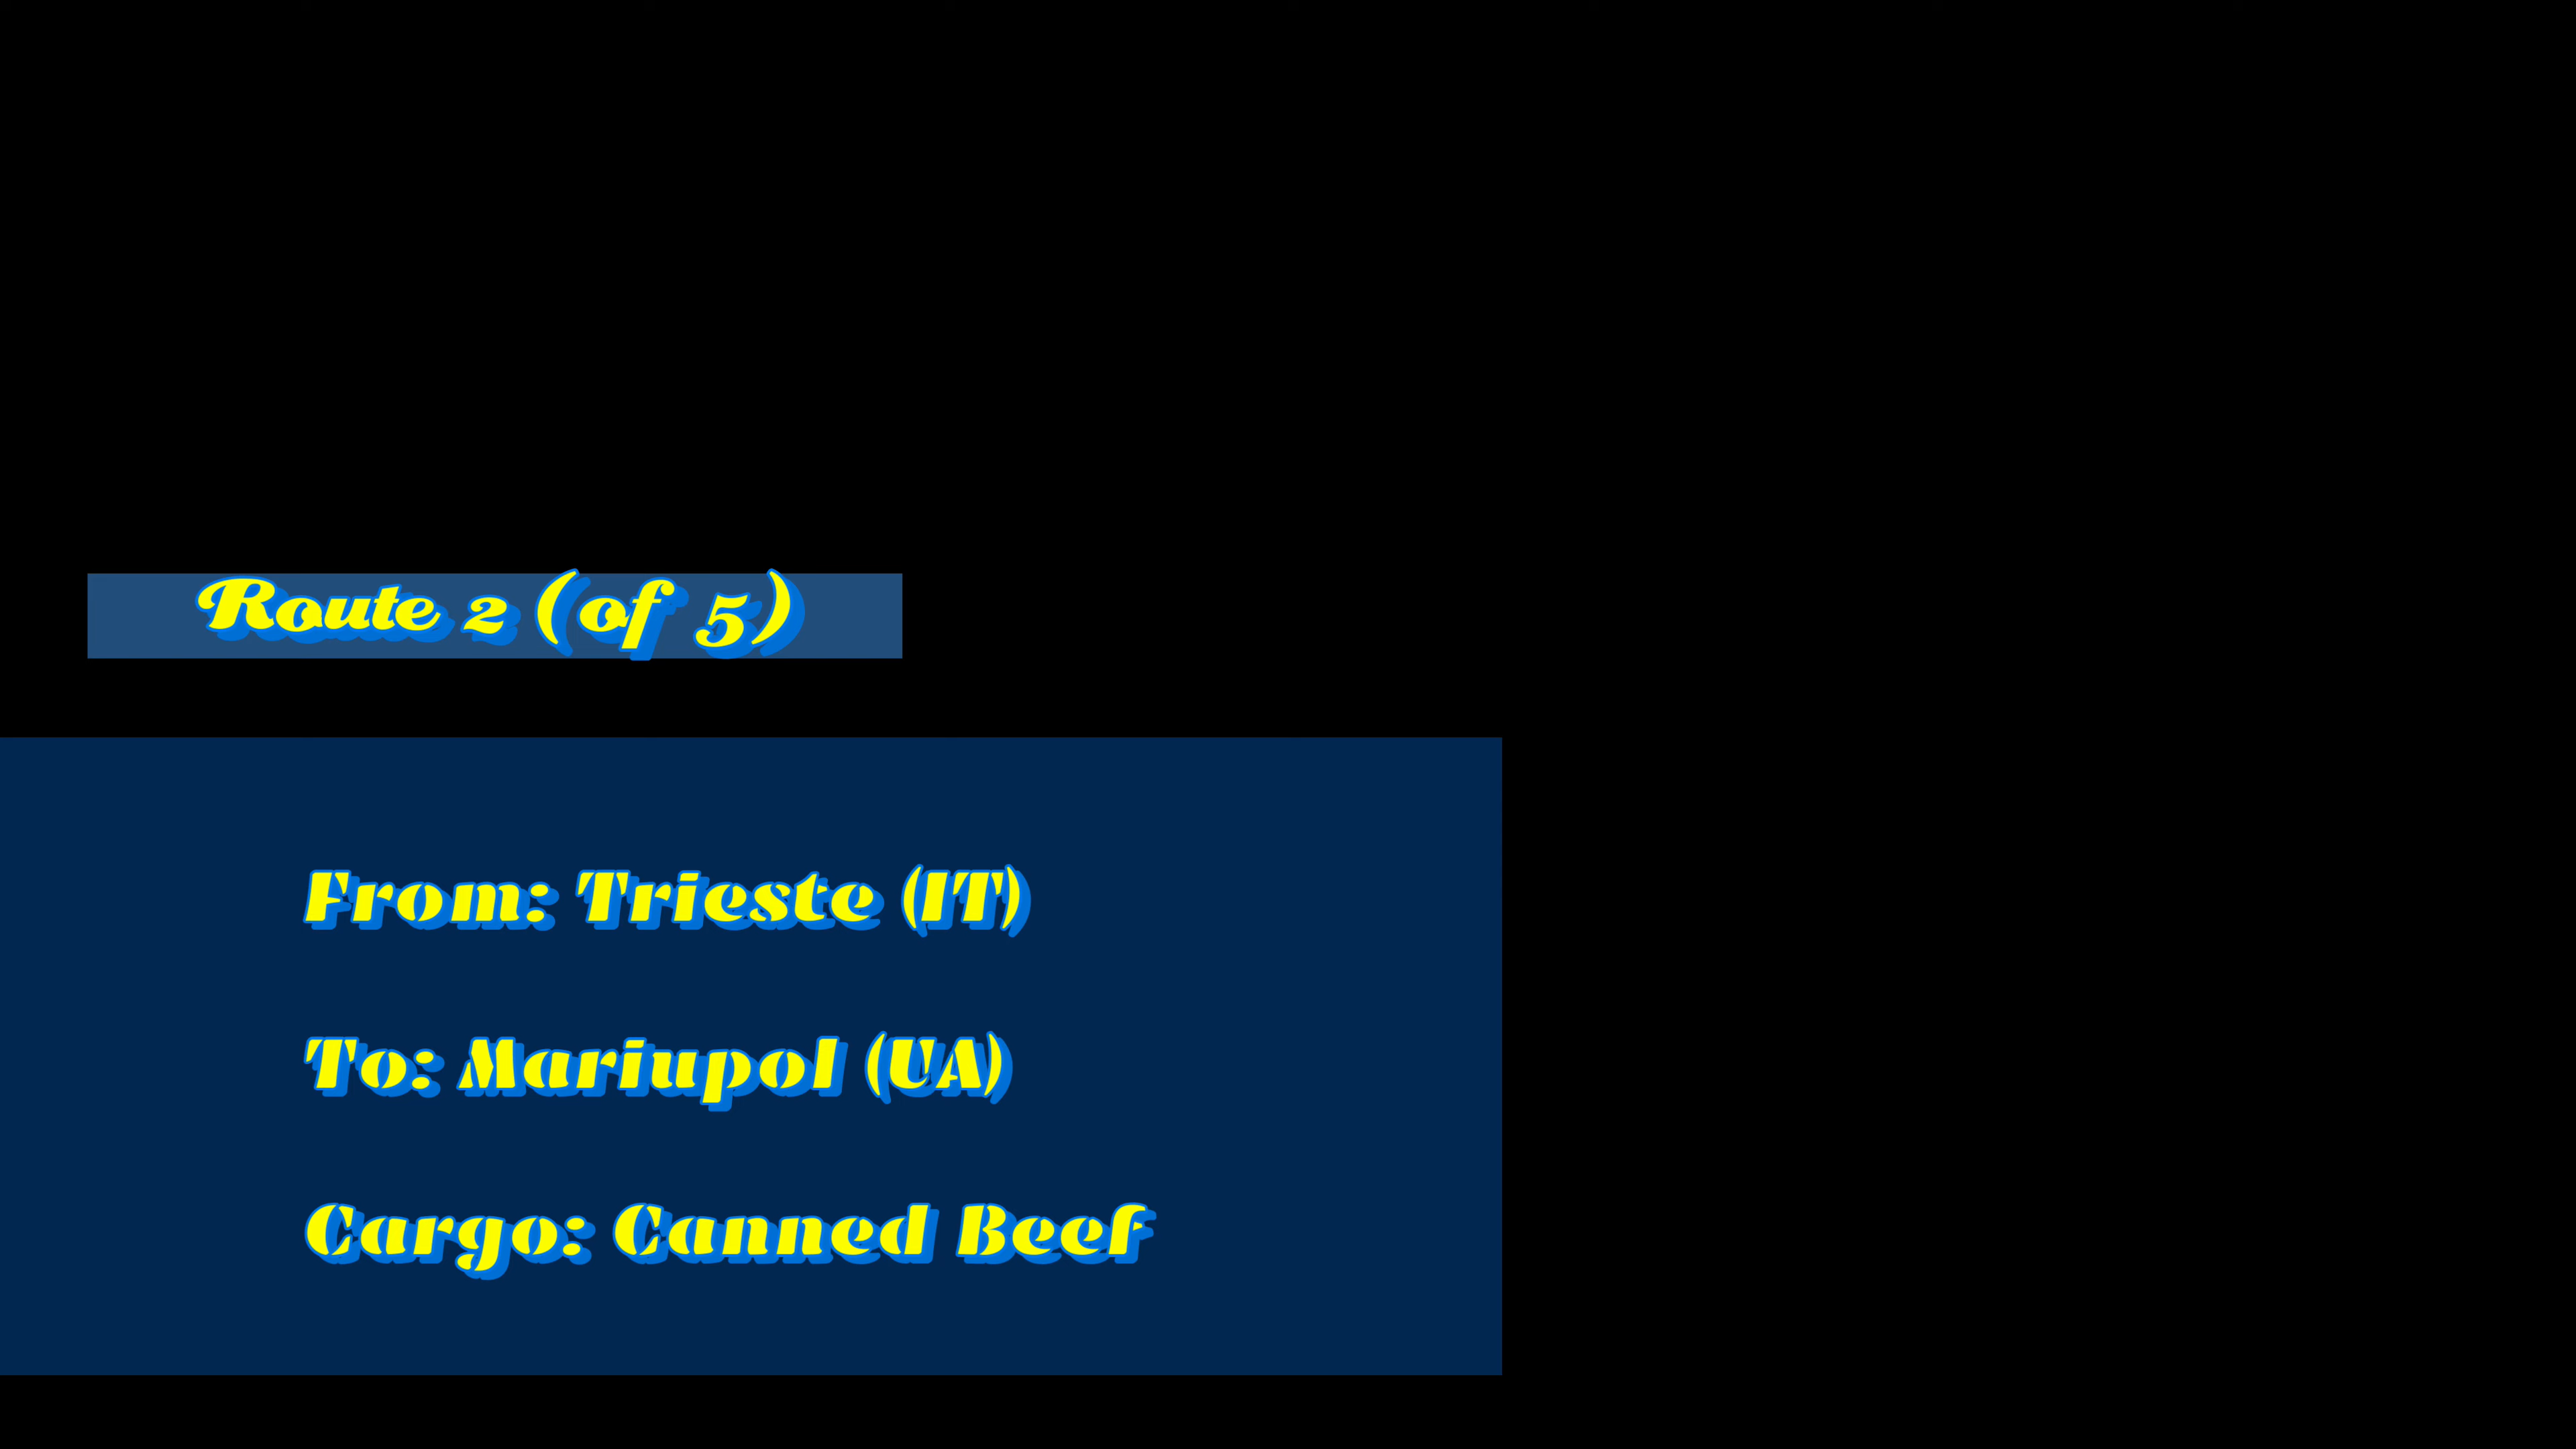 Route 2 (of 5)
From: Trieste (IT)
To: Mariupol (UA)
Cargo: Canned Beef